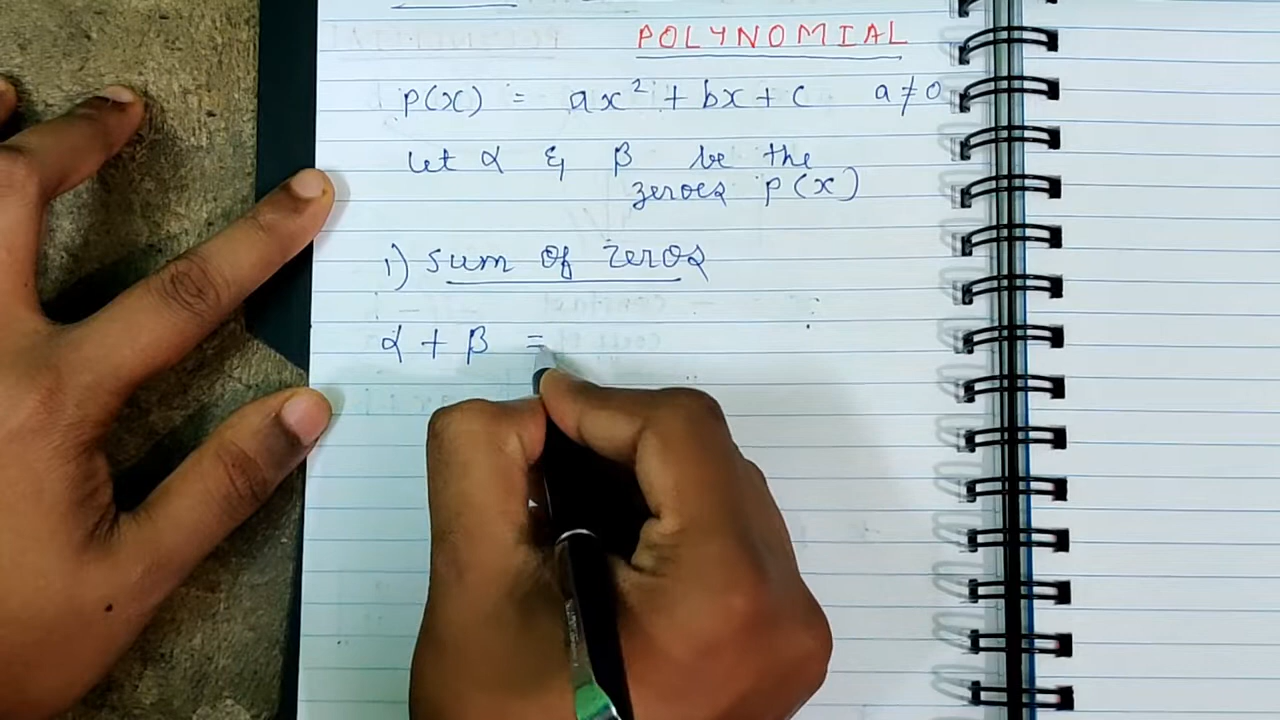 POLYNOMIAL
p(x) = ax² + bx + c a ≠ 0
let α & β be the
zeroes p(x)
1) sum of zeros
α + β =